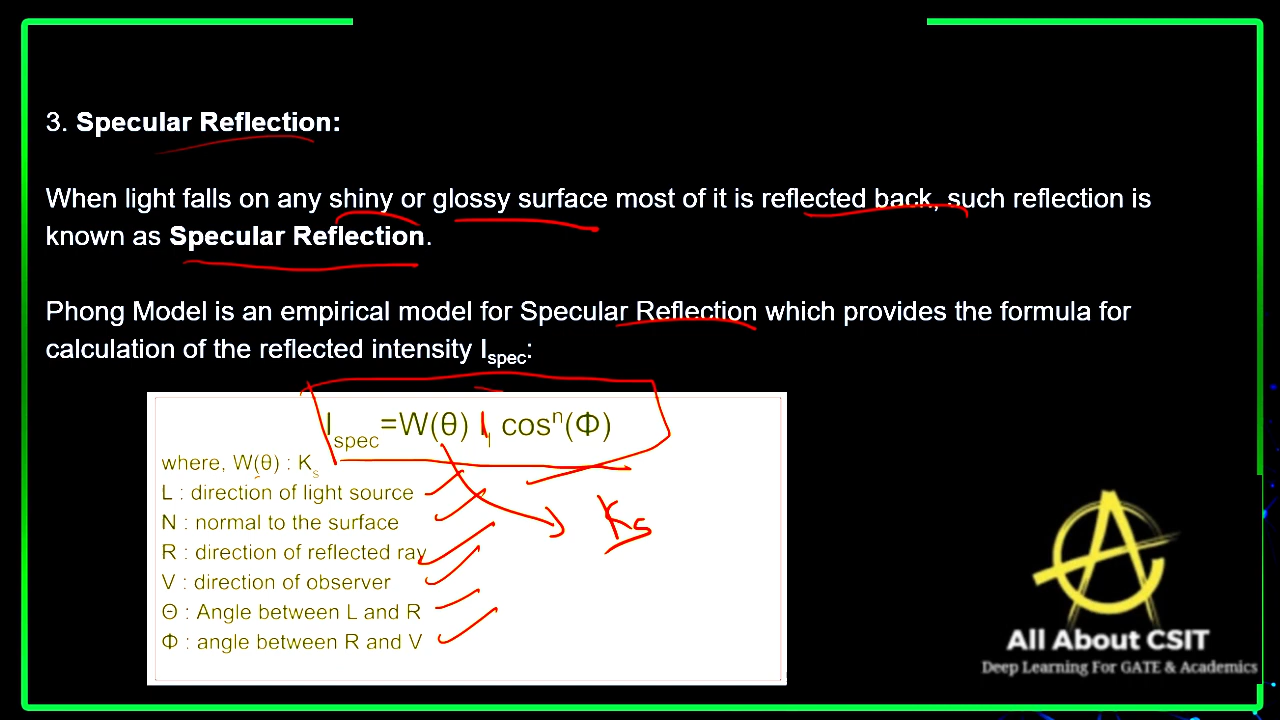 3. Specular Reflection:
When light falls on any shiny or glossy surface most of it is reflected back, such reflection is
known as Specular Reflection.
Phong Model is an empirical model for Specular Reflection which provides the formula for
calculation of the reflected intensity Ispec:
Ispec=W(θ) Il cosⁿ(Φ)
where, W(θ) : Ks
L : direction of light source
N : normal to the surface
Ks
R : direction of reflected ray
V : direction of observer
Θ : Angle between L and R
Φ : angle between R and V
All About CSIT
Deep Learning For GATE & Academics